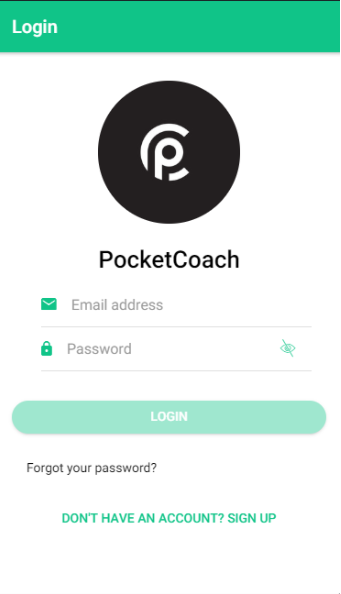 Login
PocketCoach
Email address
Password
LOGIN
Forgot your password?
DON'T HAVE AN ACCOUNT? SIGN UP